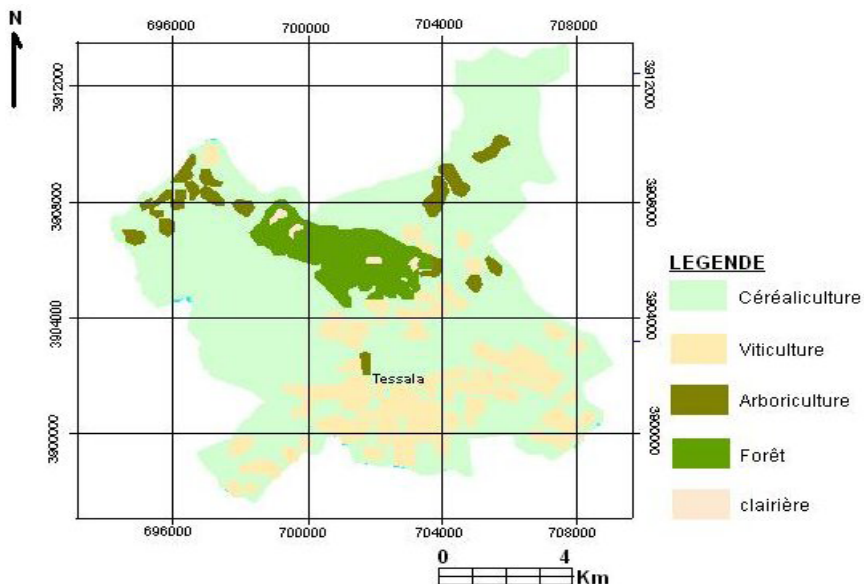 N
696000 700000 704000 708000
3912000 3912000
3908000 3908000
3904000 3904000
3900000 3900000
Tessala
696000 700000 704000 708000
0 4
Km
LEGENDE
Céréaliculture
Viticulture
Arboriculture
Forêt
clairière